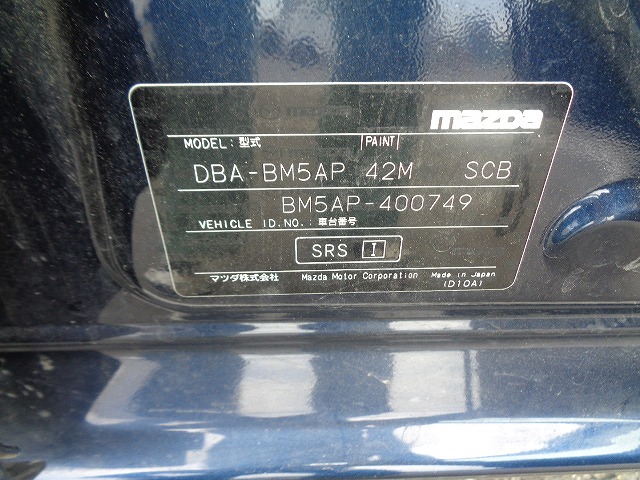 mazda
MODEL：型式 PAINT
DBA-BM5AP 42M SCB
BM5AP-400749
VEHICLE ID.NO.：車台番号
SRS I
マツダ株式会社 Mazda Motor Corporation Made in Japan
(D10A)